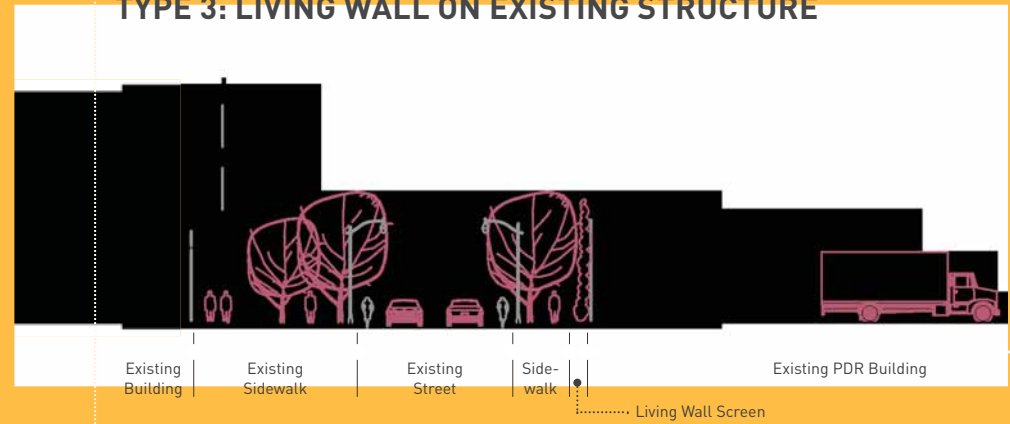 TYPE 3: LIVING WALL ON EXISTING STRUCTURE
Existing
Building
Existing
Sidewalk
Existing
Street
Side-
walk
Existing PDR Building
Living Wall Screen